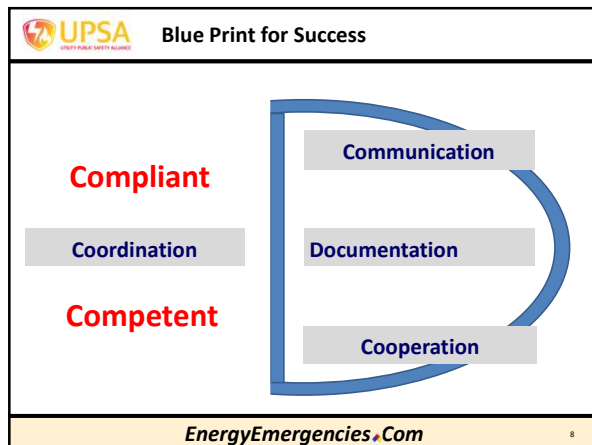 UPSA
UTILITY PUBLIC SAFETY ALLIANCE
Blue Print for Success
Communication
Compliant
Coordination
Documentation
Competent
Cooperation
EnergyEmergencies.Com
8